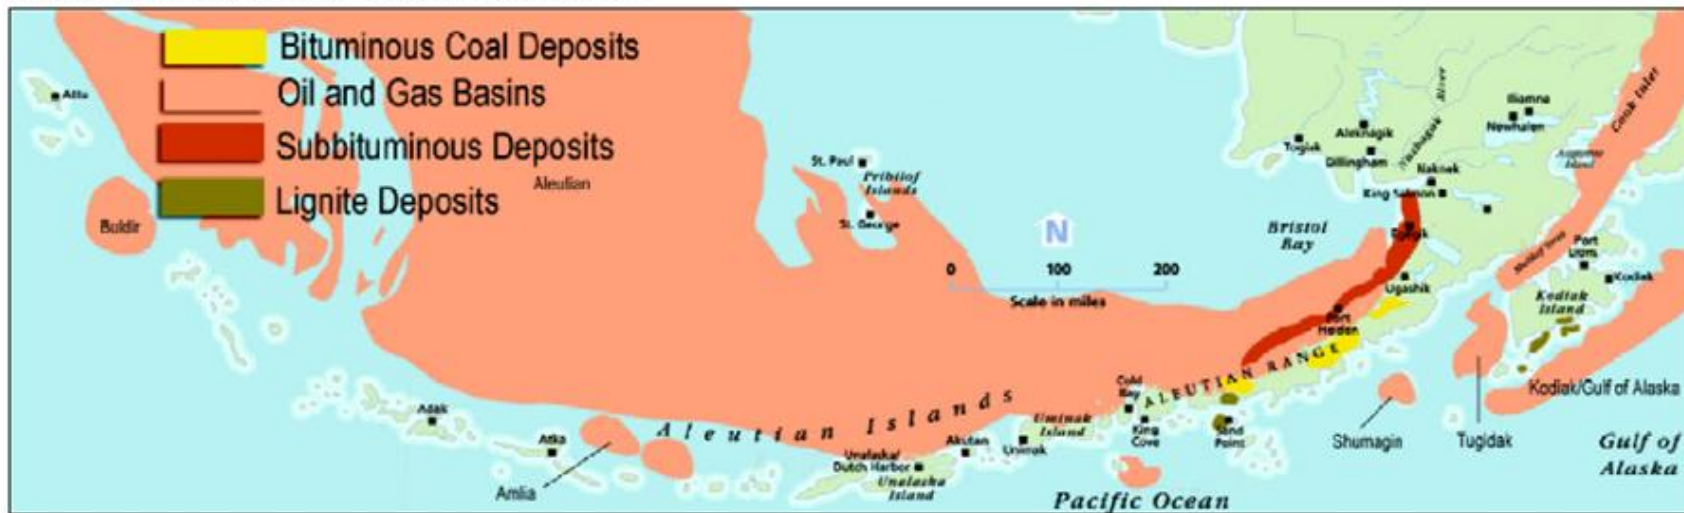 Bituminous Coal Deposits
Oil and Gas Basins
Subbituminous Deposits
Lignite Deposits
Attu
Buldir
Aleutian
St. Paul
Pribilof
Islands
St. George
N
0 100 200
Scale in miles
Bristol
Bay
Togiak
Aleknagik
Dillingham
River
Iliamna
Newhalen
Cook Inlet
Naknek
King Salmon
Ugashik
Port
Heiden
Port
Lions
Kodiak
Kodiak
Island
Kodiak/Gulf of Alaska
Gulf of
Alaska
Tugidak
Shumagin
ALEUTIAN RANGE
Cold
Bay
King
Cove
Sand
Point
Unimak
Akutan
Unalaska/
Dutch Harbor
Unalaska
Island
Aleutian Islands
Adak
Atka
Amlia
Pacific Ocean